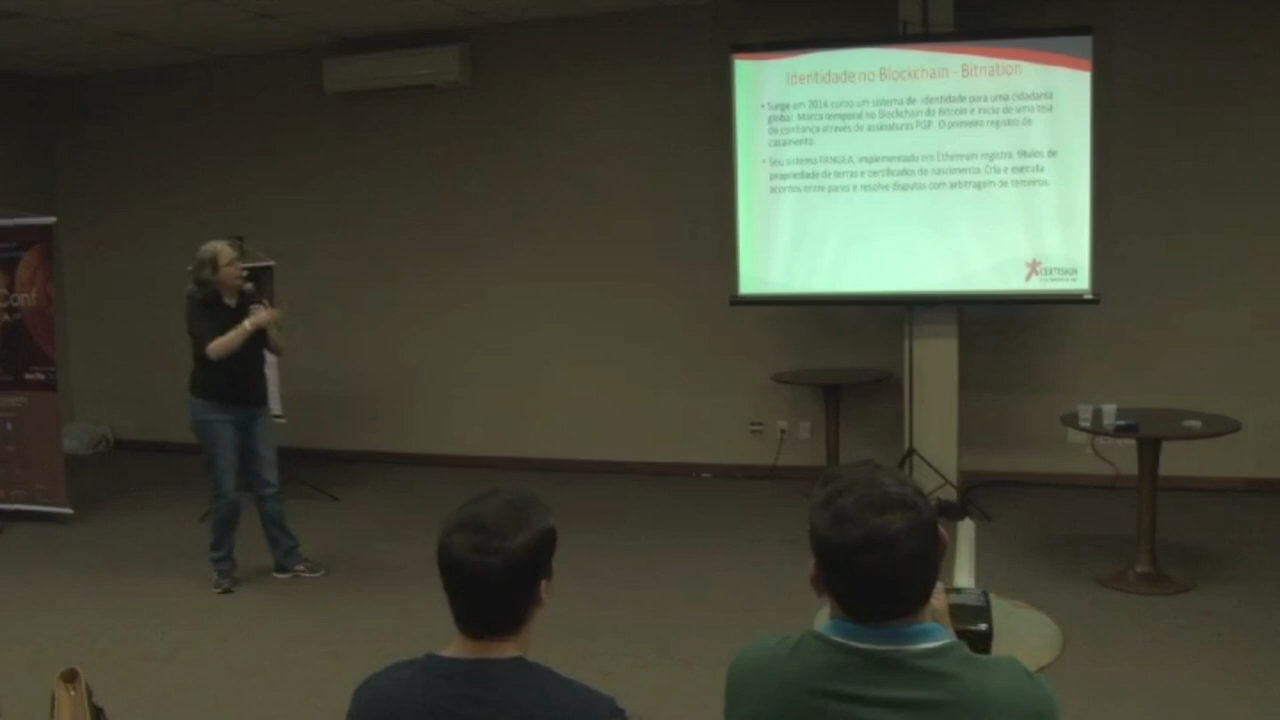 Conf
Identidade no Blockchain - Bitnation
• Surge em 2014 como um sistema de identidade para uma cidadania
global. Marca temporal no Blockchain do Bitcoin e início de uma teia
de confiança através de assinaturas PGP. O primeiro registro de
casamento.
• Seu sistema PANGEA, implementado em Ethereum registra títulos de
propriedade de terras e certificados de nascimento. Cria e executa
acordos entre pares e resolve disputas com arbitragem de terceiros.
CERTISIGN